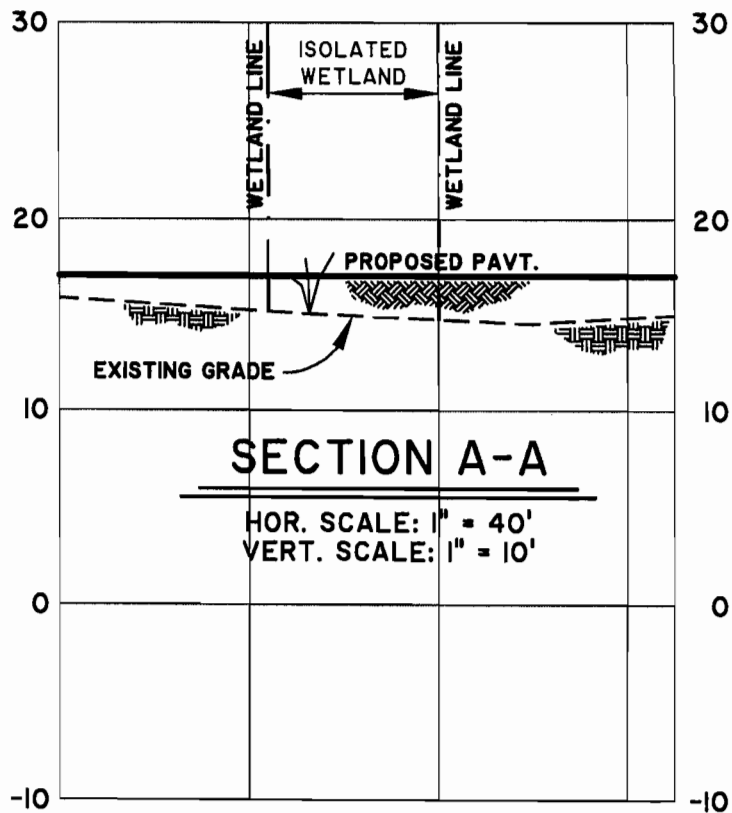 30
30
WETLAND LINE
ISOLATED
WETLAND
WETLAND LINE
20
20
PROPOSED PAVT.
EXISTING GRADE
10
10
SECTION A-A
HOR. SCALE: 1" = 40'
VERT. SCALE: 1" = 10'
0
0
-10
-10